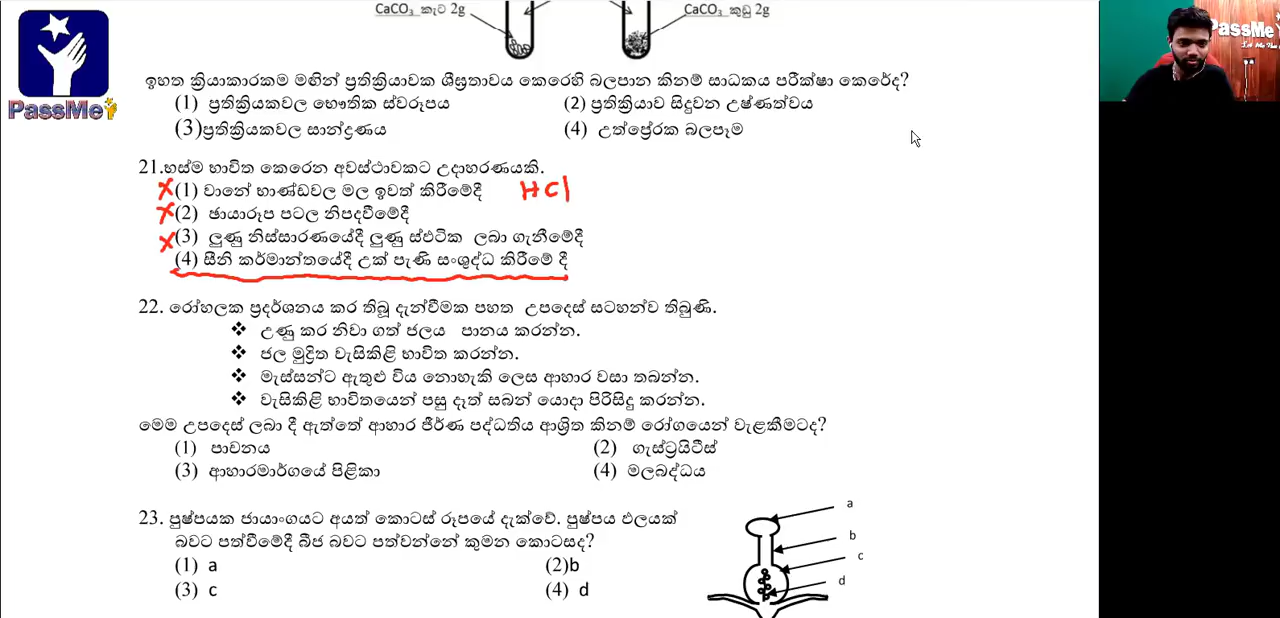 CaCO₃ කැට 2g
CaCO₃ කුඩු 2g
PassMe
PassMe
ඉහත ක්‍රියාකාරකම මඟින් ප්‍රතික්‍රියාවක ශීඝ්‍රතාවය කෙරෙහි බලපාන කිනම් සාධකය පරීක්ෂා කෙරේද?
(1) ප්‍රතික්‍රියකවල භෞතික ස්වරූපය (2) ප්‍රතික්‍රියාව සිදුවන උෂ්ණත්වය
(3)ප්‍රතික්‍රියකවල සාන්ද්‍රණය (4) උත්ප්‍රේරක බලපෑම
21.භස්ම භාවිත කෙරෙන අවස්ථාවකට උදාහරණයකි.
X (1) වානේ භාණ්ඩවල මල ඉවත් කිරීමේදී HCl
X (2) ඡායාරූප පටල නිපදවීමේදී
X (3) ලුණු නිස්සාරණයේදී ලුණු ස්ඵටික ලබා ගැනීමේදී
(4) සීනි කර්මාන්තයේදී උක් පැණි සංශුද්ධ කිරීමේ දී
22. රෝහලක ප්‍රදර්ශනය කර තිබූ දැන්වීමක පහත උපදෙස් සටහන්ව තිබුණි.
❖ උණු කර නිවා ගත් ජලය පානය කරන්න.
❖ ජල මුද්‍රිත වැසිකිළි භාවිත කරන්න.
❖ මැස්සන්ට ඇතුළු විය නොහැකි ලෙස ආහාර වසා තබන්න.
❖ වැසිකිළි භාවිතයෙන් පසු දෑත් සබන් යොදා පිරිසිදු කරන්න.
මෙම උපදෙස් ලබා දී ඇත්තේ ආහාර ජීර්ණ පද්ධතිය ආශ්‍රිත කිනම් රෝගයෙන් වැළකීමටද?
(1) පාචනය (2) ගැස්ට්‍රයිටීස්
(3) ආහාරමාර්ගයේ පිළිකා (4) මලබද්ධය
23. පුෂ්පයක ජායාංගයට අයත් කොටස් රූපයේ දැක්වේ. පුෂ්පය ඵලයක්
බවට පත්වීමේදී බීජ බවට පත්වන්නේ කුමන කොටසද?
(1) a (2)b
(3) c (4) d
a
b
c
d